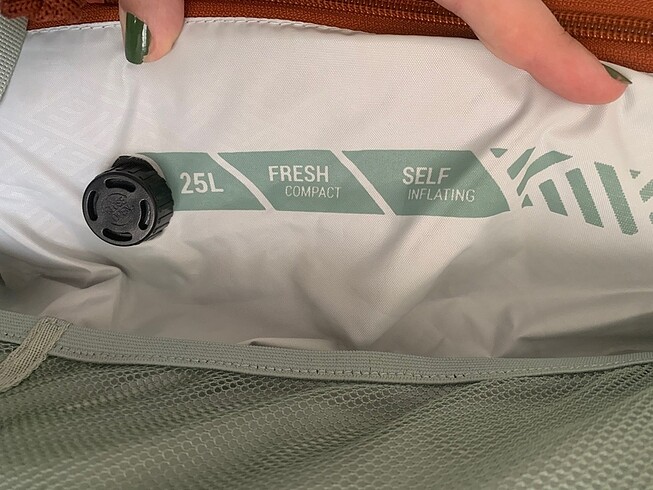 25L
FRESH
COMPACT
SELF
INFLATING